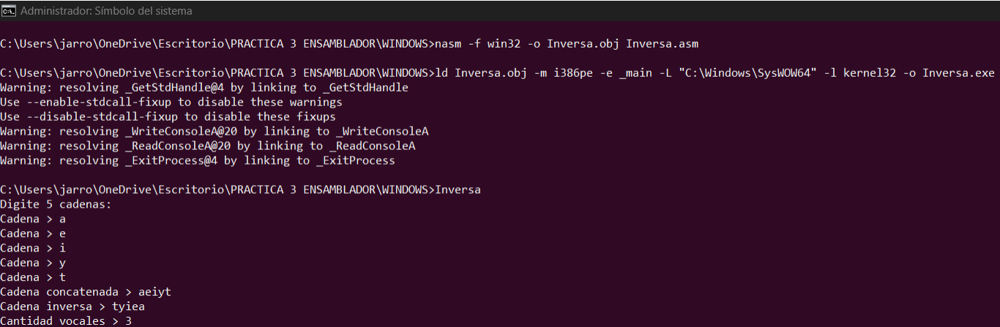 Administrador: Símbolo del sistema
C:\Users\jarro\OneDrive\Escritorio\PRACTICA 3 ENSAMBLADOR\WINDOWS>nasm -f win32 -o Inversa.obj Inversa.asm
C:\Users\jarro\OneDrive\Escritorio\PRACTICA 3 ENSAMBLADOR\WINDOWS>ld Inversa.obj -m i386pe -e _main -L "C:\Windows\SysWOW64" -l kernel32 -o Inversa.exe
Warning: resolving _GetStdHandle@4 by linking to _GetStdHandle
Use --enable-stdcall-fixup to disable these warnings
Use --disable-stdcall-fixup to disable these fixups
Warning: resolving _WriteConsoleA@20 by linking to _WriteConsoleA
Warning: resolving _ReadConsoleA@20 by linking to _ReadConsoleA
Warning: resolving _ExitProcess@4 by linking to _ExitProcess
C:\Users\jarro\OneDrive\Escritorio\PRACTICA 3 ENSAMBLADOR\WINDOWS>Inversa
Digite 5 cadenas:
Cadena > a
Cadena > e
Cadena > i
Cadena > y
Cadena > t
Cadena concatenada > aeiyt
Cadena inversa > tyiea
Cantidad vocales > 3